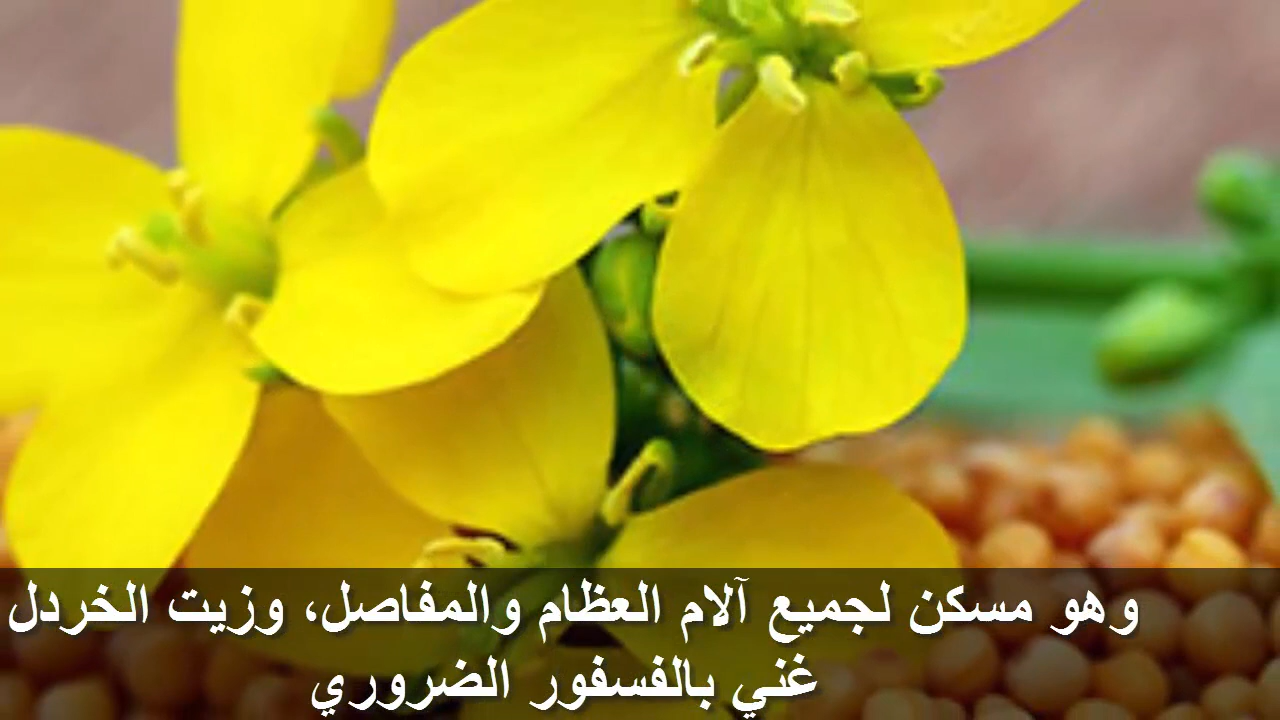 وهو مسكن لجميع آلام العظام والمفاصل، وزيت الخردل
غني بالفسفور الضروري